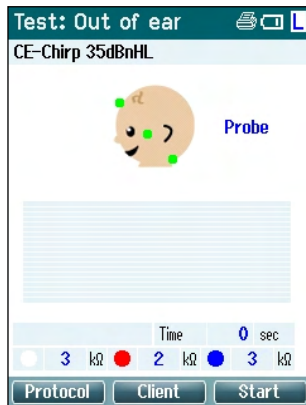 Test: Out of ear L
CE-Chirp 35dBnHL
Probe
Time 0 sec
3 kΩ 2 kΩ 3 kΩ
Protocol Client Start